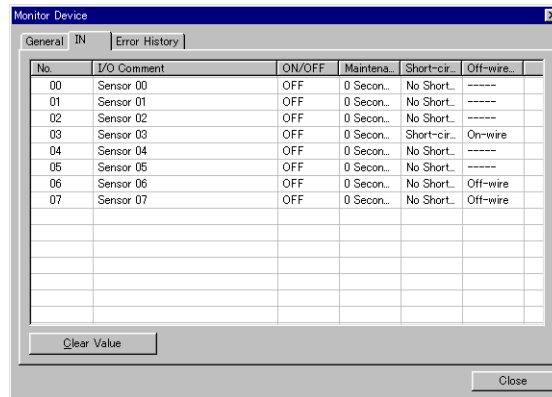 Monitor Device
General IN Error History
No. I/O Comment ON/OFF Maintena... Short-cir... Off-wire...
00 Sensor 00 OFF 0 Secon... No Short... -----
01 Sensor 01 OFF 0 Secon... No Short... -----
02 Sensor 02 OFF 0 Secon... No Short... -----
03 Sensor 03 OFF 0 Secon... Short-cir... On-wire
04 Sensor 04 OFF 0 Secon... No Short... -----
05 Sensor 05 OFF 0 Secon... No Short... -----
06 Sensor 06 OFF 0 Secon... No Short... Off-wire
07 Sensor 07 OFF 0 Secon... No Short... Off-wire
Clear Value
Close